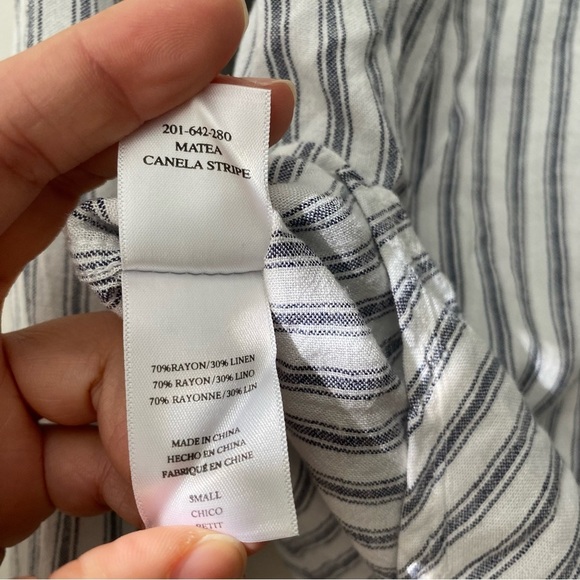 201-642-280
MATEA
CANELA STRIPE
70%RAYON/30% LINEN
70% RAYON/30% LINO
70% RAYONNE/30% LIN
MADE IN CHINA
HECHO EN CHINA
FABRIQUÉ EN CHINE
SMALL
CHICO
PETIT